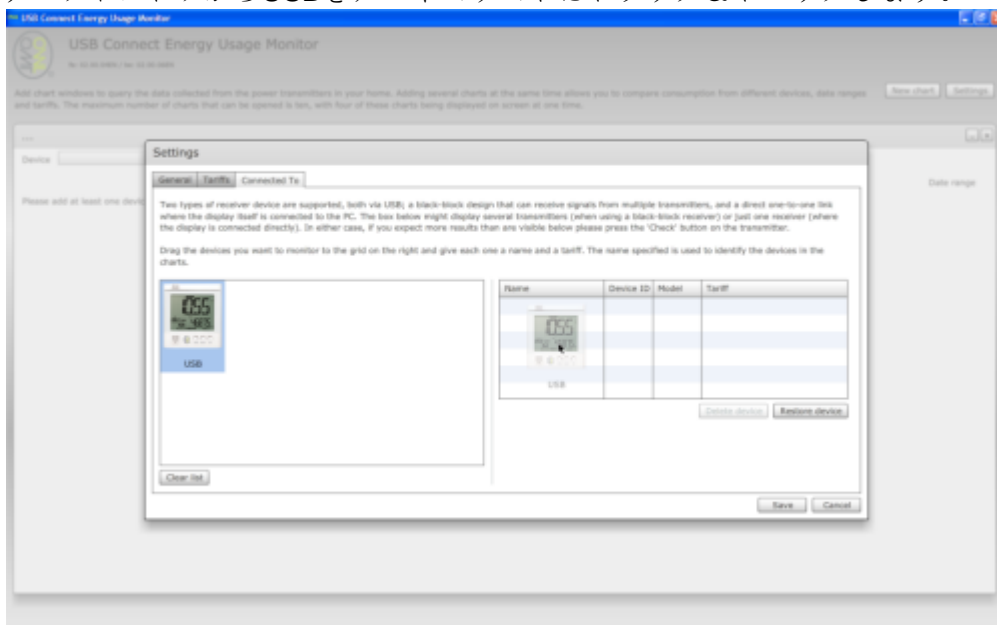 USB Connect Energy Usage Monitor
USB Connect Energy Usage Monitor
Add chart windows to query the data collected from the power transmitters in your home. Adding several charts at the same time allows you to compare consumption from different devices, date ranges
and tariffs. The maximum number of charts that can be opened is ten, with four of those charts being displayed on screen at one time.
New chart
Settings
...
Device
Date range
Please add at least one
Settings
General
Tariffs
Connected To
Two types of receiver device are supported, both via USB; a black-block design that can receive signals from multiple transmitters, and a direct one-to-one link
where the display itself is connected to the PC. The box below might display several transmitters (when using a black-block receiver) or just one receiver (where
the display is connected directly). In either case, if you expect more results than are visible below please press the 'Check' button on the transmitter.
Drag the devices you want to monitor to the grid on the right and give each one a name and a tariff. The name specified is used to identify the devices in the
charts.
Name
Device ID
Model
Tariff
USB
USB
Delete device
Restore device
Clear list
Save
Cancel